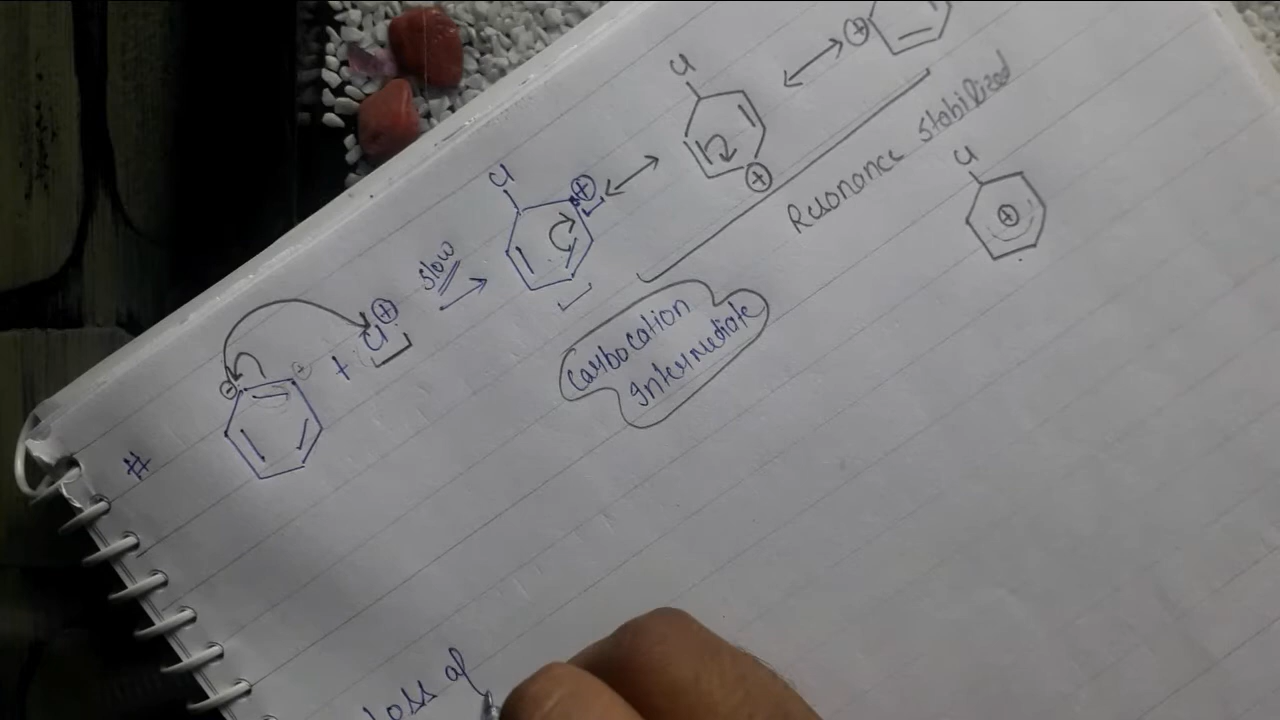 Cl
Cl
Cl
slow
Resonance stabilized
# + Cl⊕
Carbocation
Intermediate
Loss of